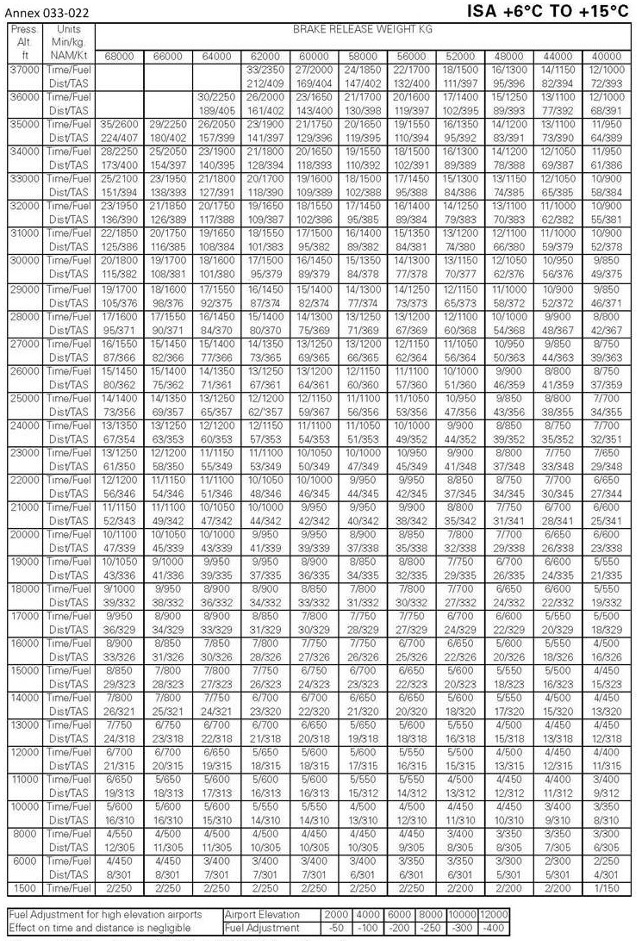 Annex 033-022 ISA +6°C TO +15°C
Press. Units BRAKE RELEASE WEIGHT KG
Alt Min/kg
ft NAM/Kt 68000 66000 64000 62000 60000 58000 56000 52000 48000 44000 40000
37000 Time/Fuel 33/2350 27/2000 24/1850 22/1700 18/1500 16/1300 14/1150 12/1000
Dist/TAS 212/409 169/404 147/402 132/400 111/397 95/396 82/394 72/393
36000 Time/Fuel 30/2250 26/2000 23/1650 21/1700 20/1600 17/1400 15/1250 13/1100 12/1000
Dist/TAS 189/405 161/402 143/400 130/398 119/397 102/395 89/393 77/392 68/391
35000 Time/Fuel 35/2600 29/2250 26/2050 23/1900 21/1750 20/1650 19/1550 16/1350 14/1200 13/1100 11/950
Dist/TAS 224/407 180/402 157/399 141/397 129/396 119/395 110/394 95/392 83/391 73/390 64/389
34000 Time/Fuel 28/2250 25/2050 23/1900 21/1800 20/1650 19/1550 18/1500 16/1300 14/1200 12/1050 11/950
Dist/TAS 173/400 154/397 140/395 128/394 118/393 110/392 102/391 89/389 78/388 69/387 61/386
33000 Time/Fuel 25/2100 23/1950 21/1800 20/1700 19/1600 18/1500 17/1400 15/1300 13/1150 12/1050 10/900
Dist/TAS 151/394 138/393 127/391 118/390 109/389 102/388 95/388 84/386 74/385 65/385 58/384
32000 Time/Fuel 23/1950 21/1850 20/1750 19/1650 18/1550 17/1450 16/1400 14/1250 13/1100 11/1000 10/900
Dist/TAS 136/390 126/389 117/388 109/387 102/386 95/385 89/384 79/383 70/383 62/382 55/381
31000 Time/Fuel 22/1850 20/1750 19/1650 18/1550 17/1500 16/1400 15/1350 13/1200 12/1100 11/1000 10/900
Dist/TAS 125/386 116/385 108/384 101/383 95/382 89/382 84/381 74/380 66/380 59/379 52/378
30000 Time/Fuel 20/1800 19/1700 18/1600 17/1500 16/1450 15/1350 14/1300 13/1150 12/1050 10/950 9/850
Dist/TAS 115/382 108/381 101/380 95/379 89/379 84/378 77/378 70/377 62/376 56/376 49/375
29000 Time/Fuel 19/1700 18/1600 17/1550 16/1450 15/1400 14/1300 14/1250 12/1150 11/1000 10/900 9/850
Dist/TAS 105/376 98/376 92/375 87/374 82/374 77/374 73/373 65/373 58/372 52/372 46/371
28000 Time/Fuel 17/1600 17/1550 16/1450 15/1400 14/1300 13/1250 13/1200 12/1100 10/1000 9/900 8/800
Dist/TAS 95/371 90/371 84/370 80/370 75/369 71/369 67/369 60/368 54/368 48/367 42/367
27000 Time/Fuel 16/1550 15/1450 15/1400 14/1350 13/1250 13/1200 12/1150 11/1050 10/950 9/850 8/750
Dist/TAS 87/366 82/366 77/366 73/365 69/365 66/365 62/364 56/364 50/363 44/363 39/363
26000 Time/Fuel 15/1450 15/1400 14/1350 13/1250 13/1200 12/1150 11/1100 10/1000 9/900 8/800 8/750
Dist/TAS 80/362 75/362 71/361 67/361 64/361 60/360 57/360 51/360 46/359 41/359 37/359
25000 Time/Fuel 14/1400 14/1350 13/1250 12/1200 12/1150 11/1100 11/1050 10/950 9/850 8/800 7/700
Dist/TAS 73/356 69/357 65/357 62/'357 59/367 56/356 53/356 47/356 43/356 38/355 34/355
24000 Time/Fuel 13/1350 13/1250 12/1200 12/1150 11/1100 11/1050 10/1000 9/900 8/850 8/750 7/700
Dist/TAS 67/354 63/353 60/353 57/353 54/353 51/353 49/352 44/352 39/352 35/352 32/351
23000 Time/Fuel 13/1250 12/1200 11/1150 11/1100 10/1050 10/1000 10/950 9/900 8/800 7/750 7/650
Dist/TAS 61/350 58/350 55/349 53/349 50/349 47/349 45/349 41/348 37/348 33/348 29/348
22000 Time/Fuel 12/1200 11/1150 11/1100 10/1050 10/1000 9/950 9/950 8/850 8/750 7/700 6/650
Dist/TAS 56/346 54/346 51/346 48/346 46/345 44/345 42/345 37/345 34/345 30/345 27/344
21000 Time/Fuel 11/1150 11/1100 10/1050 10/1000 9/950 9/950 9/900 8/800 7/750 6/700 6/600
Dist/TAS 52/343 49/342 47/342 44/342 42/342 40/342 38/342 35/342 31/341 28/341 25/341
20000 Time/Fuel 10/1100 10/1050 10/1000 9/950 9/950 8/900 8/850 7/800 7/700 6/650 6/600
Dist/TAS 47/339 45/339 43/339 41/339 39/339 37/338 35/338 32/338 29/338 26/338 23/338
19000 Time/Fuel 10/1050 9/1000 9/950 9/950 8/900 8/850 8/800 7/750 6/700 6/600 5/550
Dist/TAS 43/336 41/336 39/335 37/335 36/335 34/335 32/335 29/335 26/335 24/335 21/335
18000 Time/Fuel 9/1000 9/950 8/900 8/900 8/850 7/800 7/800 7/700 6/650 6/600 5/550
Dist/TAS 39/332 38/332 36/332 34/332 33/332 31/332 30/332 27/332 24/332 22/332 19/332
17000 Time/Fuel 9/950 8/900 8/900 8/850 7/800 7/750 7/750 6/700 6/600 5/550 5/500
Dist/TAS 36/329 34/329 33/329 31/329 30/329 28/329 27/329 24/329 22/329 20/329 18/329
16000 Time/Fuel 8/900 8/850 7/800 7/800 7/750 7/750 6/700 6/650 5/600 5/550 4/500
Dist/TAS 33/326 31/326 30/326 28/326 27/326 26/326 25/326 22/326 20/326 18/326 16/326
15000 Time/Fuel 8/850 7/800 7/800 7/750 6/750 6/700 6/650 5/600 5/550 5/500 4/450
Dist/TAS 29/323 28/323 27/323 26/323 24/323 23/323 22/323 20/323 18/323 16/323 15/323
14000 Time/Fuel 7/800 7/800 7/750 6/700 6/700 6/650 6/650 5/600 5/550 4/500 4/450
Dist/TAS 26/321 25/321 24/321 23/320 22/320 21/320 20/320 18/320 17/320 15/320 13/320
13000 Time/Fuel 7/750 6/750 6/700 6/700 6/650 5/600 5/600 5/550 4/500 4/450 4/450
Dist/TAS 24/318 23/318 22/318 21/318 20/318 19/318 18/318 16/318 15/318 13/318 12/318
12000 Time/Fuel 6/700 6/700 6/650 5/650 5/600 5/600 5/550 5/500 4/500 4/450 4/400
Dist/TAS 21/315 20/315 19/315 18/315 18/315 17/315 16/315 15/315 13/315 12/315 11/315
11000 Time/Fuel 6/650 5/650 5/600 5/600 5/550 5/550 5/500 4/500 4/450 4/400 3/400
Dist/TAS 19/313 18/313 17/313 16/313 16/313 15/312 14/312 13/312 12/312 11/312 9/312
10000 Time/Fuel 5/600 5/600 5/550 5/550 5/500 4/500 4/500 4/450 4/450 3/400 3/350
Dist/TAS 16/310 16/310 15/310 14/310 14/310 13/310 12/310 11/310 10/310 9/310 8/310
8000 Time/Fuel 4/550 4/500 4/500 4/450 4/450 4/450 4/400 3/400 3/350 3/350 3/300
Dist/TAS 12/305 11/305 11/305 10/305 10/305 10/305 9/305 8/305 8/305 7/305 6/305
6000 Time/Fuel 4/450 4/450 3/400 3/400 3/400 3/400 3/350 3/350 3/300 2/300 2/250
Dist/TAS 8/301 8/301 7/301 7/301 7/301 7/301 6/301 6/301 5/301 5/301 4/301
1500 Time/Fuel 2/250 2/250 2/250 2/250 2/250 2/250 2/250 2/200 2/200 2/200 1/150
Fuel Adjustment for high elevation airports Airport Elevation 2000 4000 6000 8000 10000 12000
Effect on time and distance is negligible Fuel Adjustment -50 -100 -200 -250 -300 -400